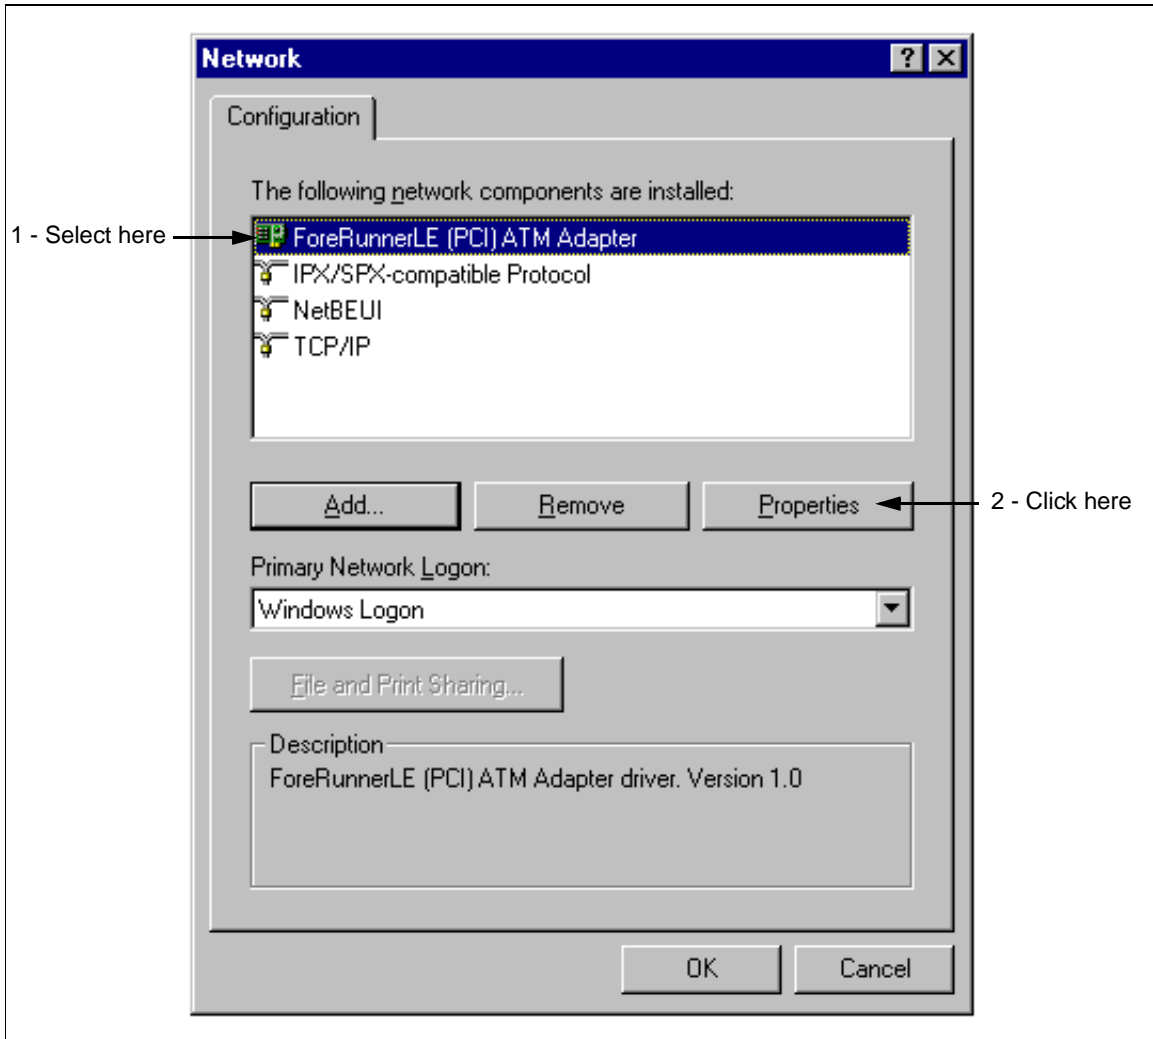 Network
Configuration
The following network components are installed:
1 - Select here
ForeRunnerLE (PCI) ATM Adapter
IPX/SPX-compatible Protocol
NetBEUI
TCP/IP
Add...
Remove
Properties
2 - Click here
Primary Network Logon:
Windows Logon
File and Print Sharing...
Description
ForeRunnerLE (PCI) ATM Adapter driver. Version 1.0
OK
Cancel